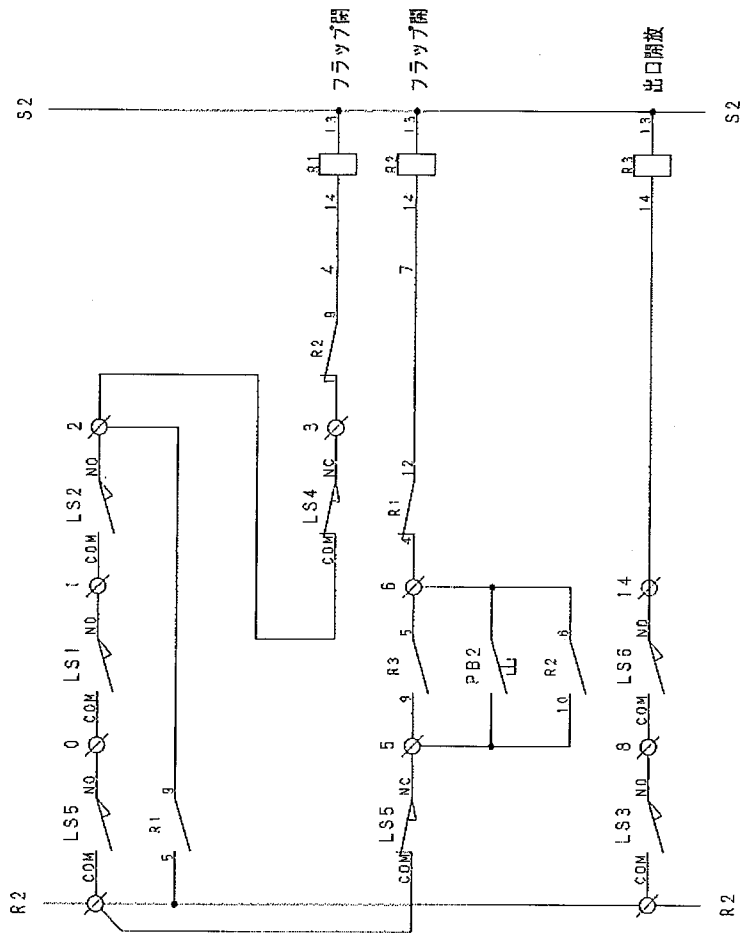 R2
S2
LS5
LS1
LS2
COM NO 0 COM NO 1 COM NO 2
R1
5 9
LS4
R2
R1
COM NC 3 1 9 4 14 13 フラップ開
LS5
R3
R1
R2
COM NC 5 9 5 6 4 12 7 14 13 フラップ開
PB2
R2
10 6
LS3
LS6
R3
COM NO 8 COM NO 14 14 13 出口開放
R2
S2